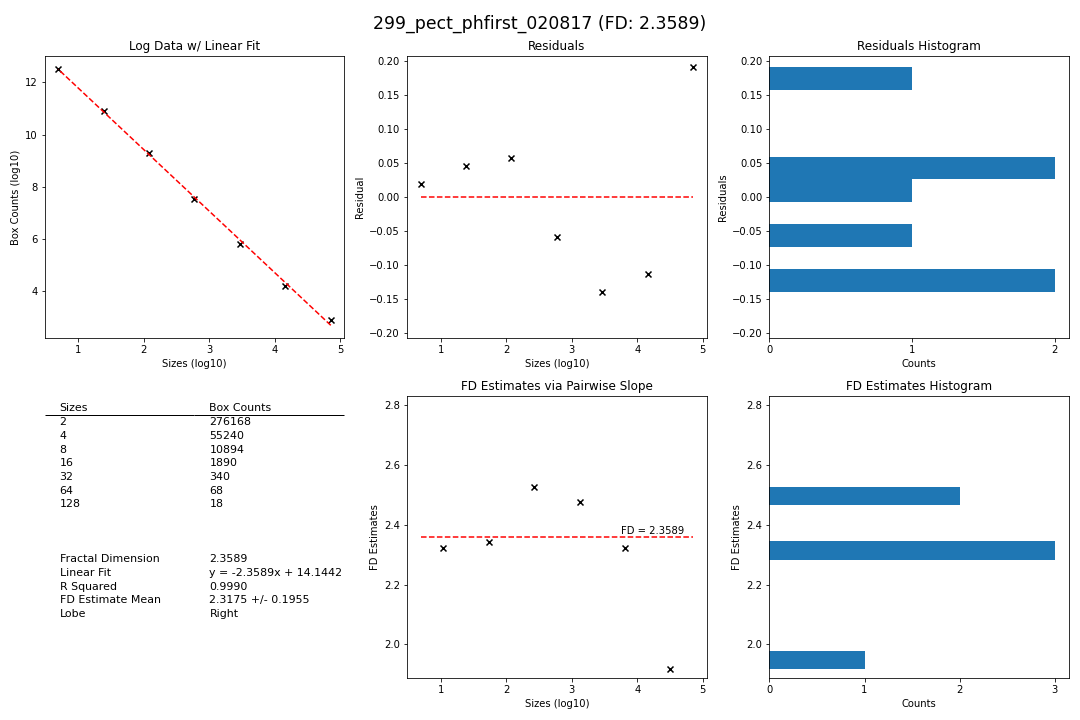 299_pect_phfirst_020817 (FD: 2.3589)
Log Data w/ Linear Fit
12
10
8
6
4
Box Counts (log10)
1 2 3 4 5
Sizes (log10)
Residuals
0.20
0.15
0.10
0.05
0.00
−0.05
−0.10
−0.15
−0.20
Residual
1 2 3 4 5
Sizes (log10)
Residuals Histogram
0.20
0.15
0.10
0.05
0.00
−0.05
−0.10
−0.15
−0.20
Residuals
0 1 2
Counts
Sizes Box Counts
2 276168
4 55240
8 10894
16 1890
32 340
64 68
128 18
Fractal Dimension 2.3589
Linear Fit y = -2.3589x + 14.1442
R Squared 0.9990
FD Estimate Mean 2.3175 +/- 0.1955
Lobe Right
FD Estimates via Pairwise Slope
2.8
2.6
2.4
2.2
2.0
FD Estimates
FD = 2.3589
1 2 3 4 5
Sizes (log10)
FD Estimates Histogram
2.8
2.6
2.4
2.2
2.0
FD Estimates
0 1 2 3
Counts